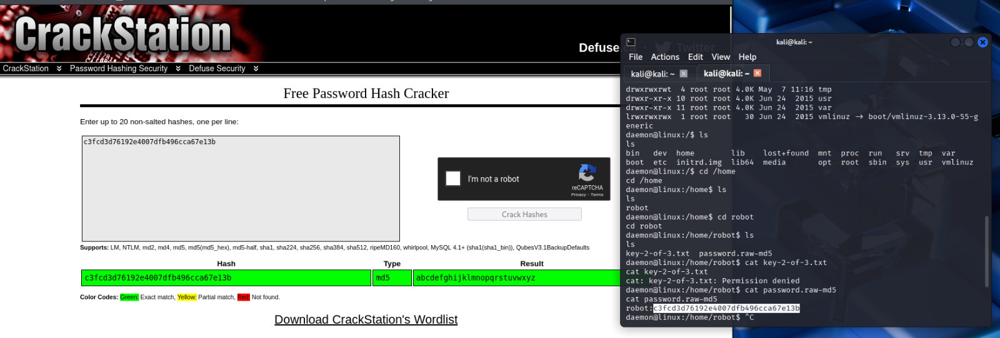 CrackStation
Defuse.ca · Twitter
CrackStation Password Hashing Security Defuse Security
Free Password Hash Cracker
Enter up to 20 non-salted hashes, one per line:
c3fcd3d76192e4007dfb496cca67e13b
I'm not a robot
reCAPTCHA
Privacy - Terms
Crack Hashes
Supports: LM, NTLM, md2, md4, md5, md5(md5_hex), md5-half, sha1, sha224, sha256, sha384, sha512, ripeMD160, whirlpool, MySQL 4.1+ (sha1(sha1_bin)), QubesV3.1BackupDefaults
Hash Type Result
c3fcd3d76192e4007dfb496cca67e13b md5 abcdefghijklmnopqrstuvwxyz
Color Codes: Green: Exact match, Yellow: Partial match, Red: Not found.
Download CrackStation's Wordlist
kali@kali: ~
File Actions Edit View Help
kali@kali: ~ kali@kali: ~
drwxrwxrwt 4 root root 4.0K May 7 11:16 tmp
drwxr-xr-x 10 root root 4.0K Jun 24 2015 usr
drwxr-xr-x 11 root root 4.0K Jun 24 2015 var
lrwxrwxrwx 1 root root 30 Jun 24 2015 vmlinuz → boot/vmlinuz-3.13.0-55-g
eneric
daemon@linux:/$ ls
ls
bin dev home lib lost+found mnt proc run srv tmp var
boot etc initrd.img lib64 media opt root sbin sys usr vmlinuz
daemon@linux:/$ cd /home
cd /home
daemon@linux:/home$ ls
ls
robot
daemon@linux:/home$ cd robot
cd robot
daemon@linux:/home/robot$ ls
ls
key-2-of-3.txt password.raw-md5
daemon@linux:/home/robot$ cat key-2-of-3.txt
cat key-2-of-3.txt
cat: key-2-of-3.txt: Permission denied
daemon@linux:/home/robot$ cat password.raw-md5
cat password.raw-md5
robot:c3fcd3d76192e4007dfb496cca67e13b
daemon@linux:/home/robot$ ^C